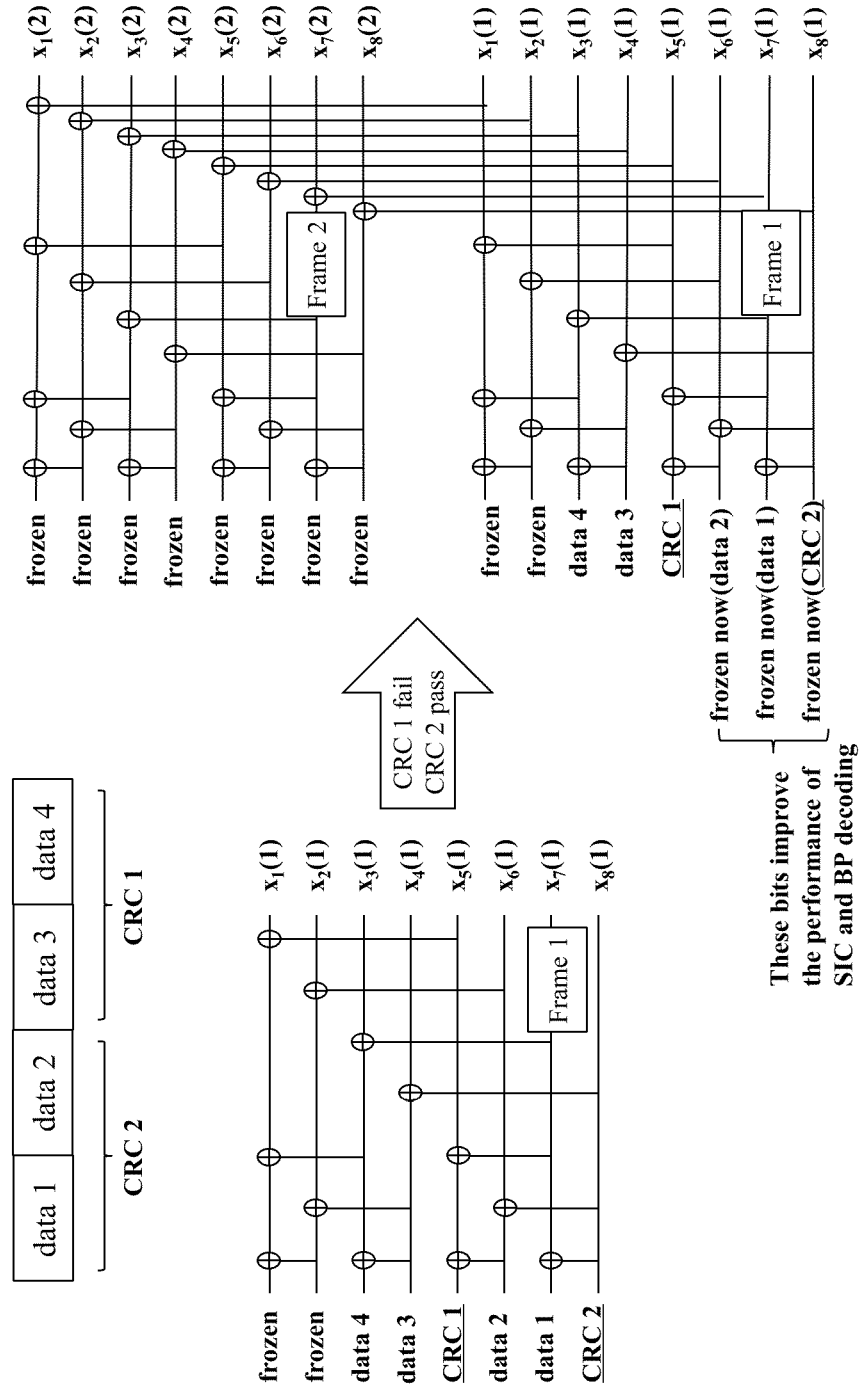 data 1
data 2
data 3
data 4
CRC 2
CRC 1
frozen
frozen
data 4
data 3
CRC 1
data 2
data 1
CRC 2
x1(1)
x2(1)
x3(1)
x4(1)
x5(1)
x6(1)
x7(1)
x8(1)
Frame 1
CRC 1 fail
CRC 2 pass
frozen
frozen
frozen
frozen
frozen
frozen
frozen
frozen
x1(2)
x2(2)
x3(2)
x4(2)
x5(2)
x6(2)
x7(2)
x8(2)
Frame 2
frozen
frozen
data 4
data 3
CRC 1
frozen now(data 2)
frozen now(data 1)
frozen now(CRC 2)
x1(1)
x2(1)
x3(1)
x4(1)
x5(1)
x6(1)
x7(1)
x8(1)
Frame 1
These bits improve
the performance of
SIC and BP decoding